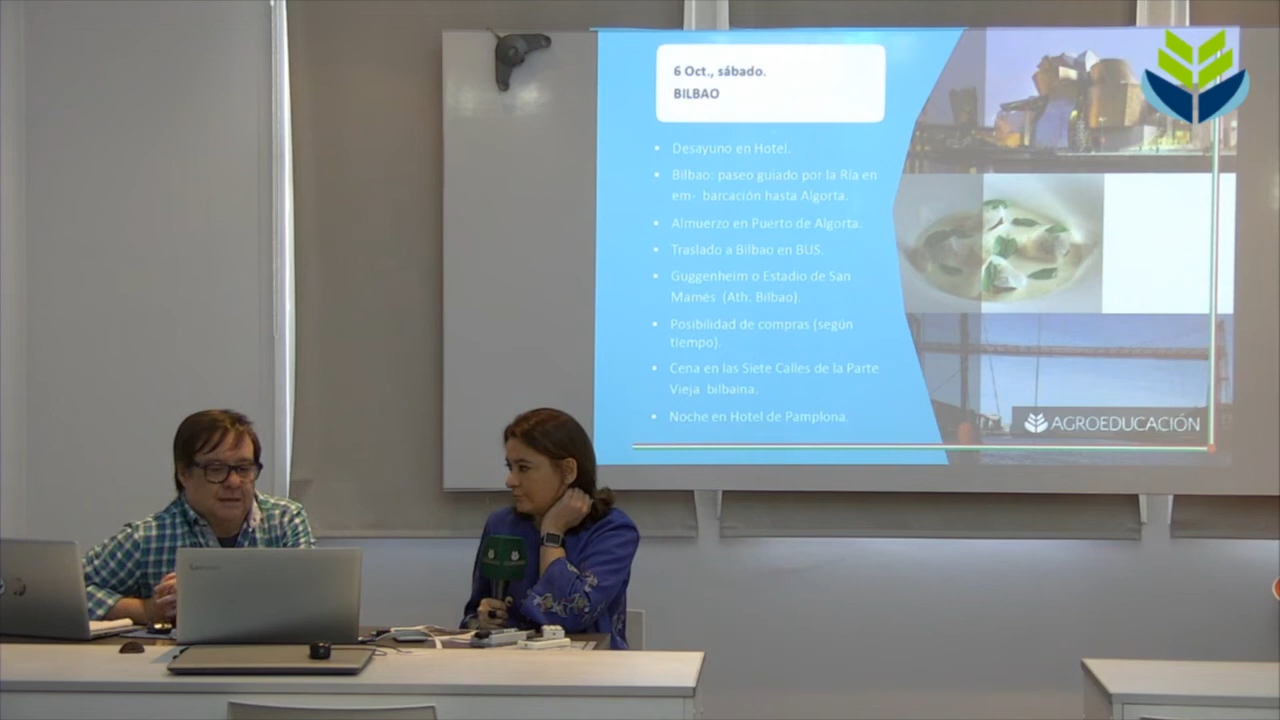 6 Oct., sábado.
BILBAO
Desayuno en Hotel.
Bilbao: paseo guiado por la Ría en
em- barcación hasta Algorta.
Almuerzo en Puerto de Algorta.
Traslado a Bilbao en BUS.
Guggenheim o Estadio de San
Mamés (Ath. Bilbao).
Posibilidad de compras (según
tiempo).
Cena en las Siete Calles de la Parte
Vieja bilbaina.
Noche en Hotel de Pamplona.
AGROEDUCACIÓN
Lenovo